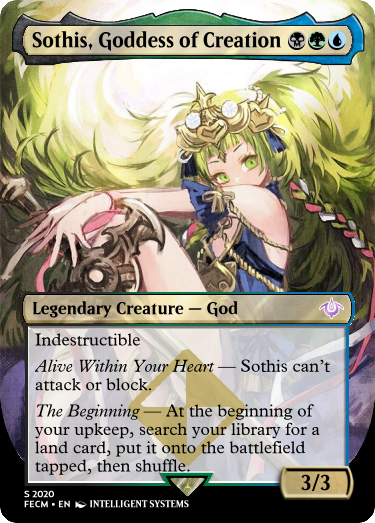 Sothis, Goddess of Creation
Legendary Creature — God
Indestructible
Alive Within Your Heart — Sothis can't
attack or block.
The Beginning — At the beginning of
your upkeep, search your library for a
land card, put it onto the battlefield
tapped, then shuffle.
3/3
S 2020
FECM • EN INTELLIGENT SYSTEMS